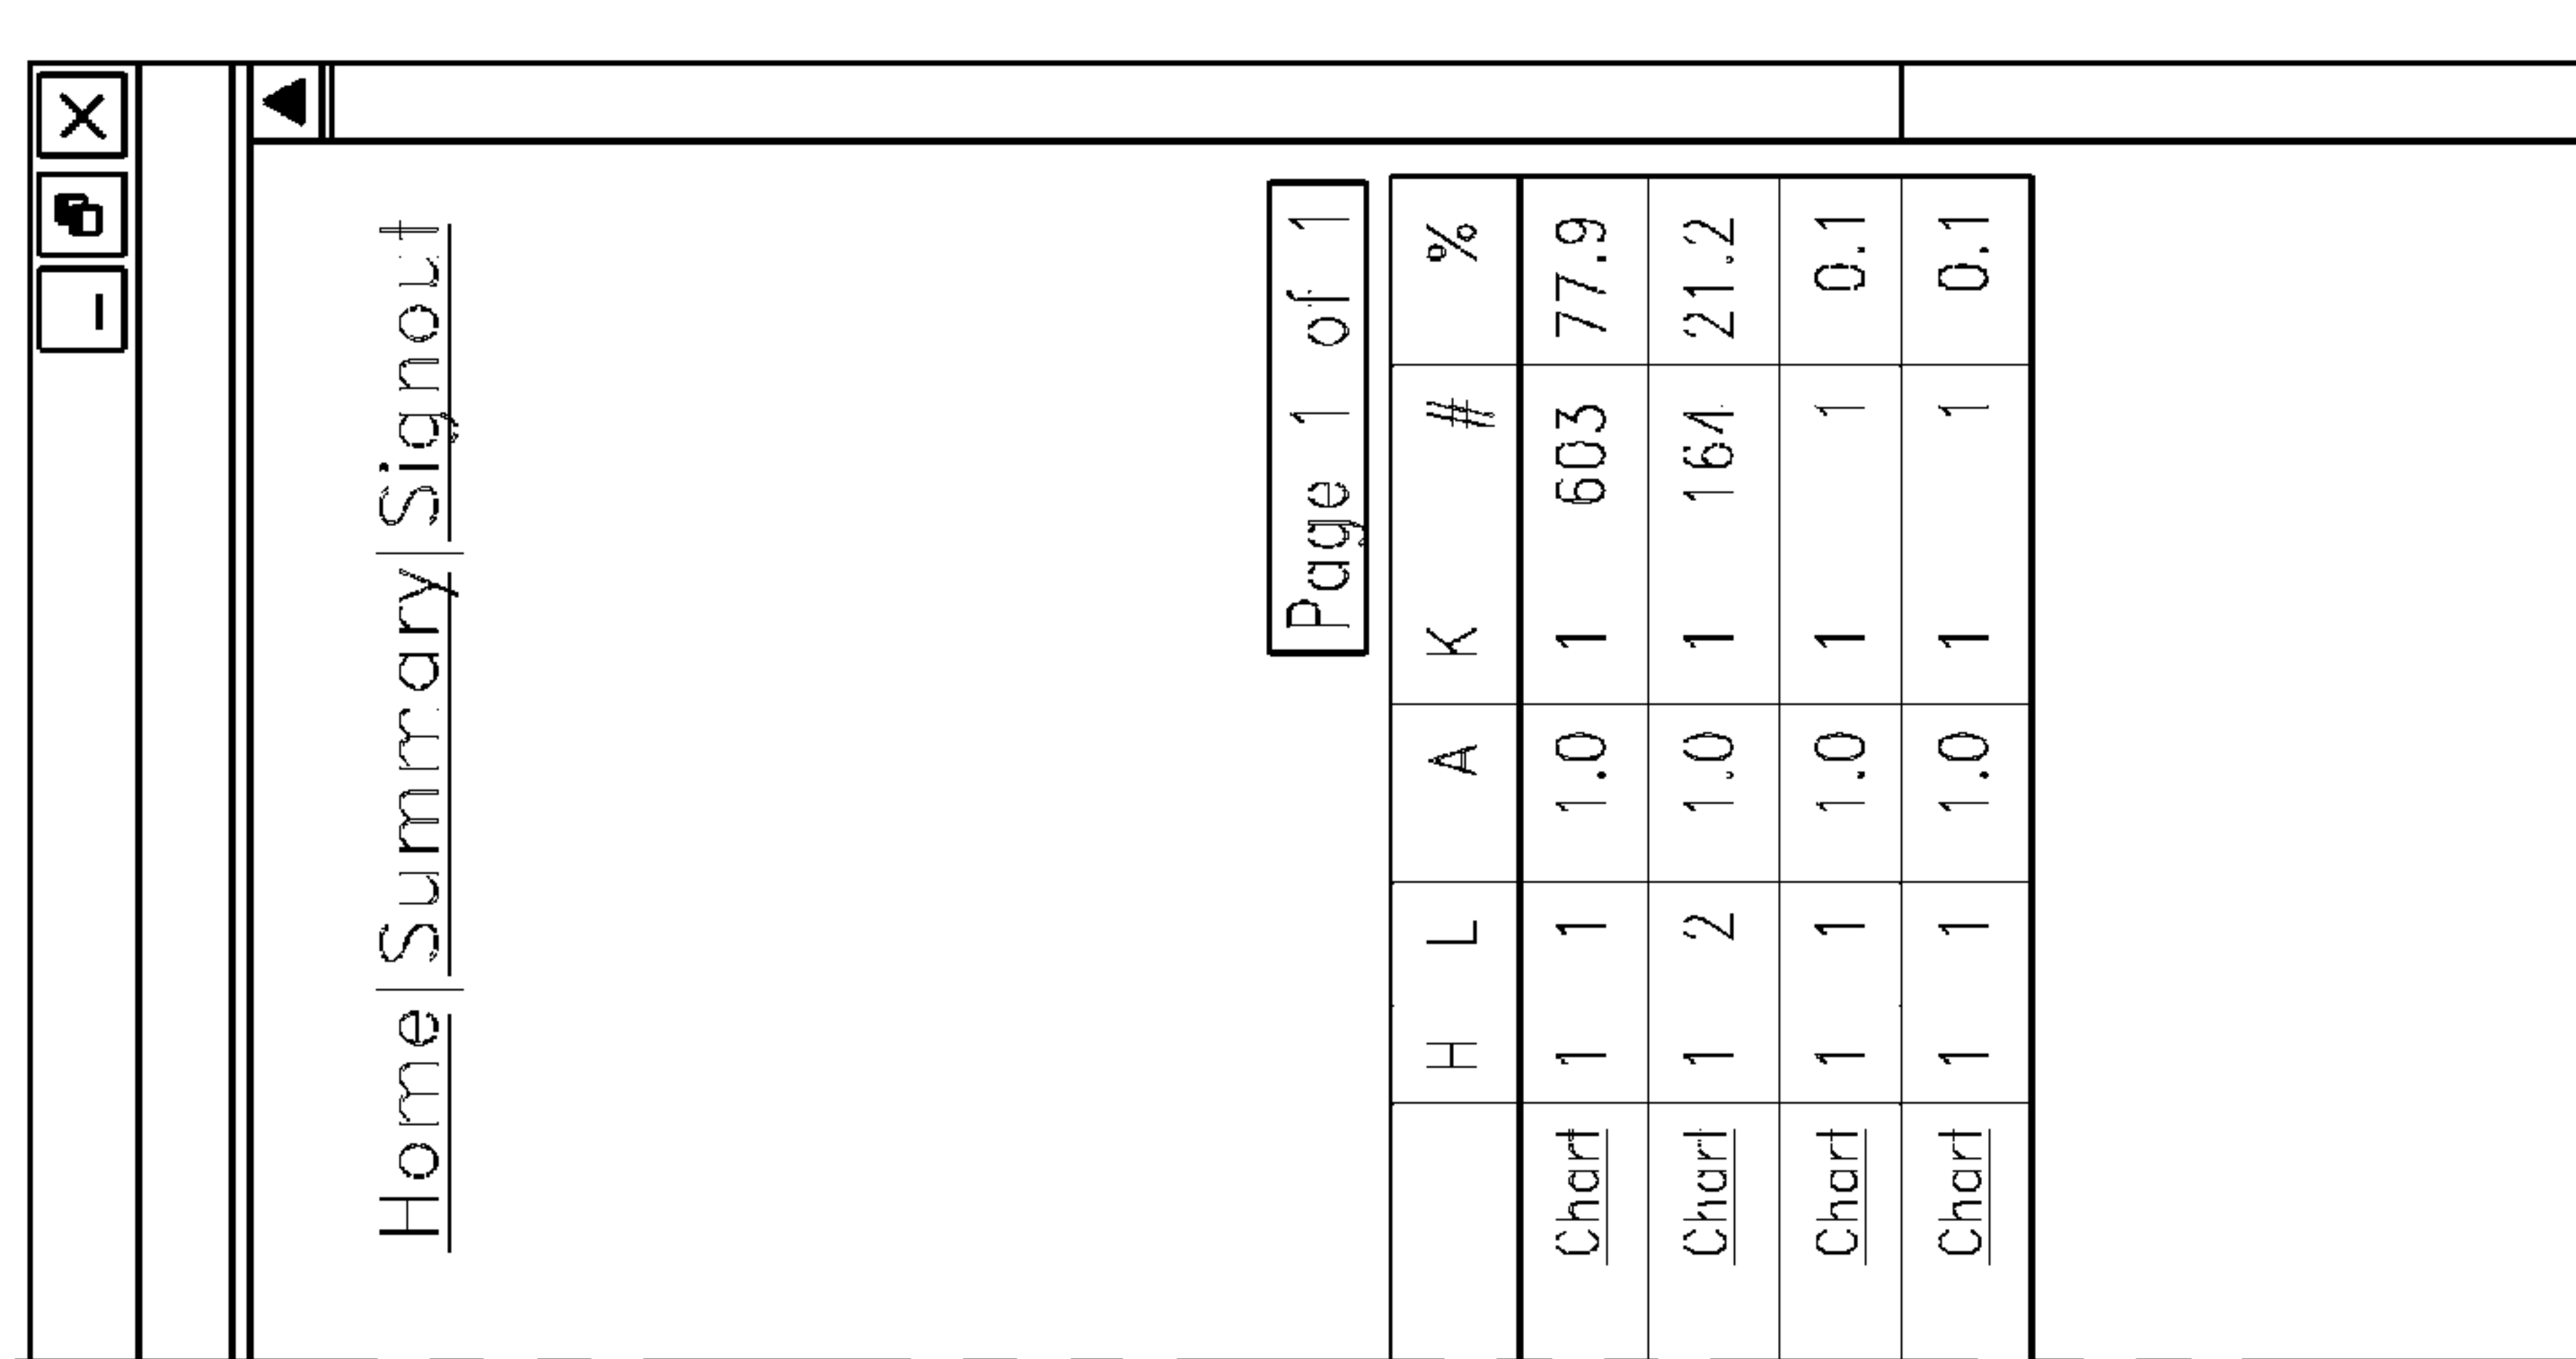 Home | Summary | Signout
Page 1 of 1
H L A K # %
Chart 1 1 1.0 1 603 77.9
Chart 1 2 1.0 1 164 21.2
Chart 1 1 1.0 1 1 0.1
Chart 1 1 1.0 1 1 0.1